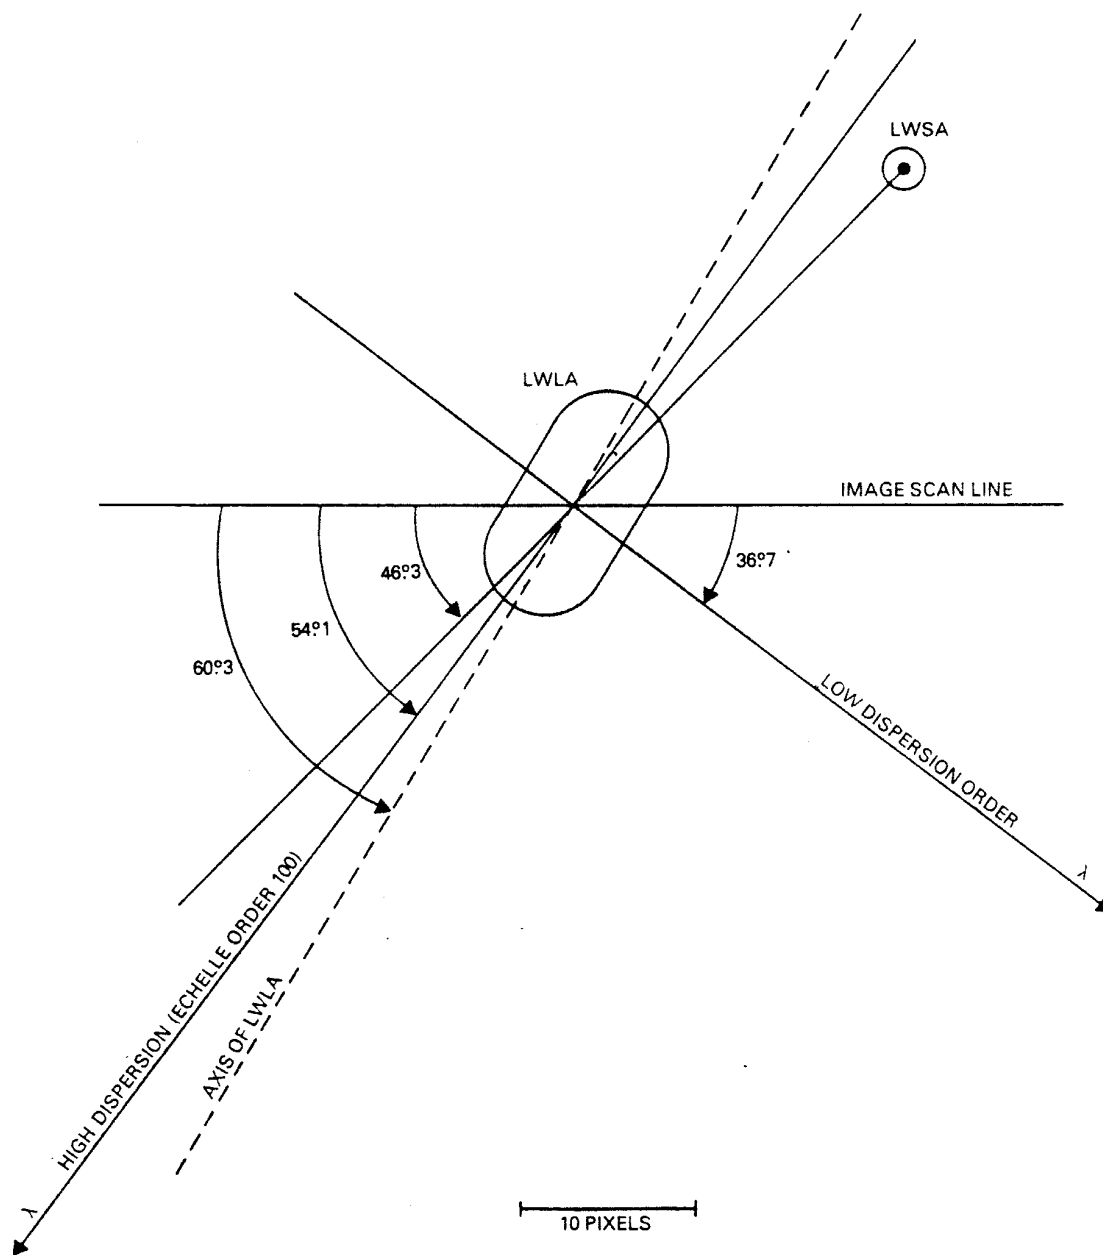 LWSA
LWLA
IMAGE SCAN LINE
46°.3
36°.7
54°.1
60°.3
LOW DISPERSION ORDER
λ
HIGH DISPERSION (ECHELLE ORDER 100)
AXIS OF LWLA
λ
10 PIXELS